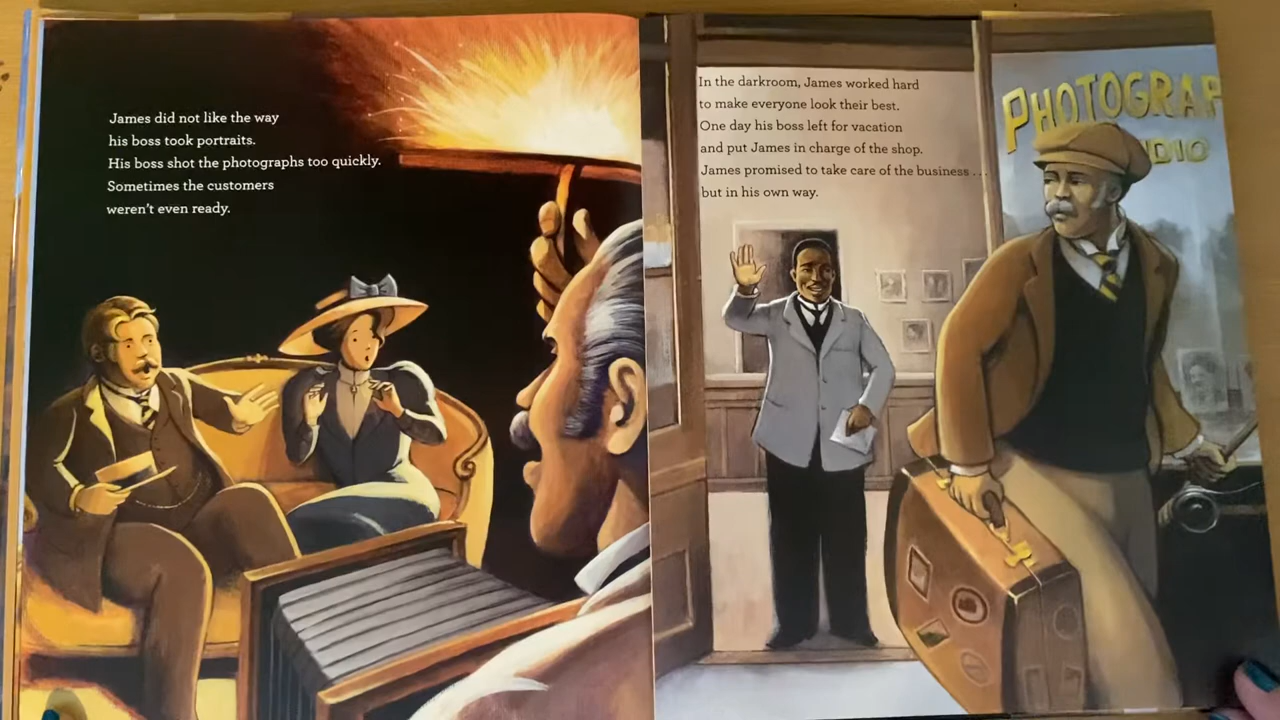 James did not like the way
his boss took portraits.
His boss shot the photographs too quickly.
Sometimes the customers
weren't even ready.
In the darkroom, James worked hard
to make everyone look their best.
One day his boss left for vacation
and put James in charge of the shop.
James promised to take care of the business . . .
but in his own way.
PHOTOGRAP
DIO